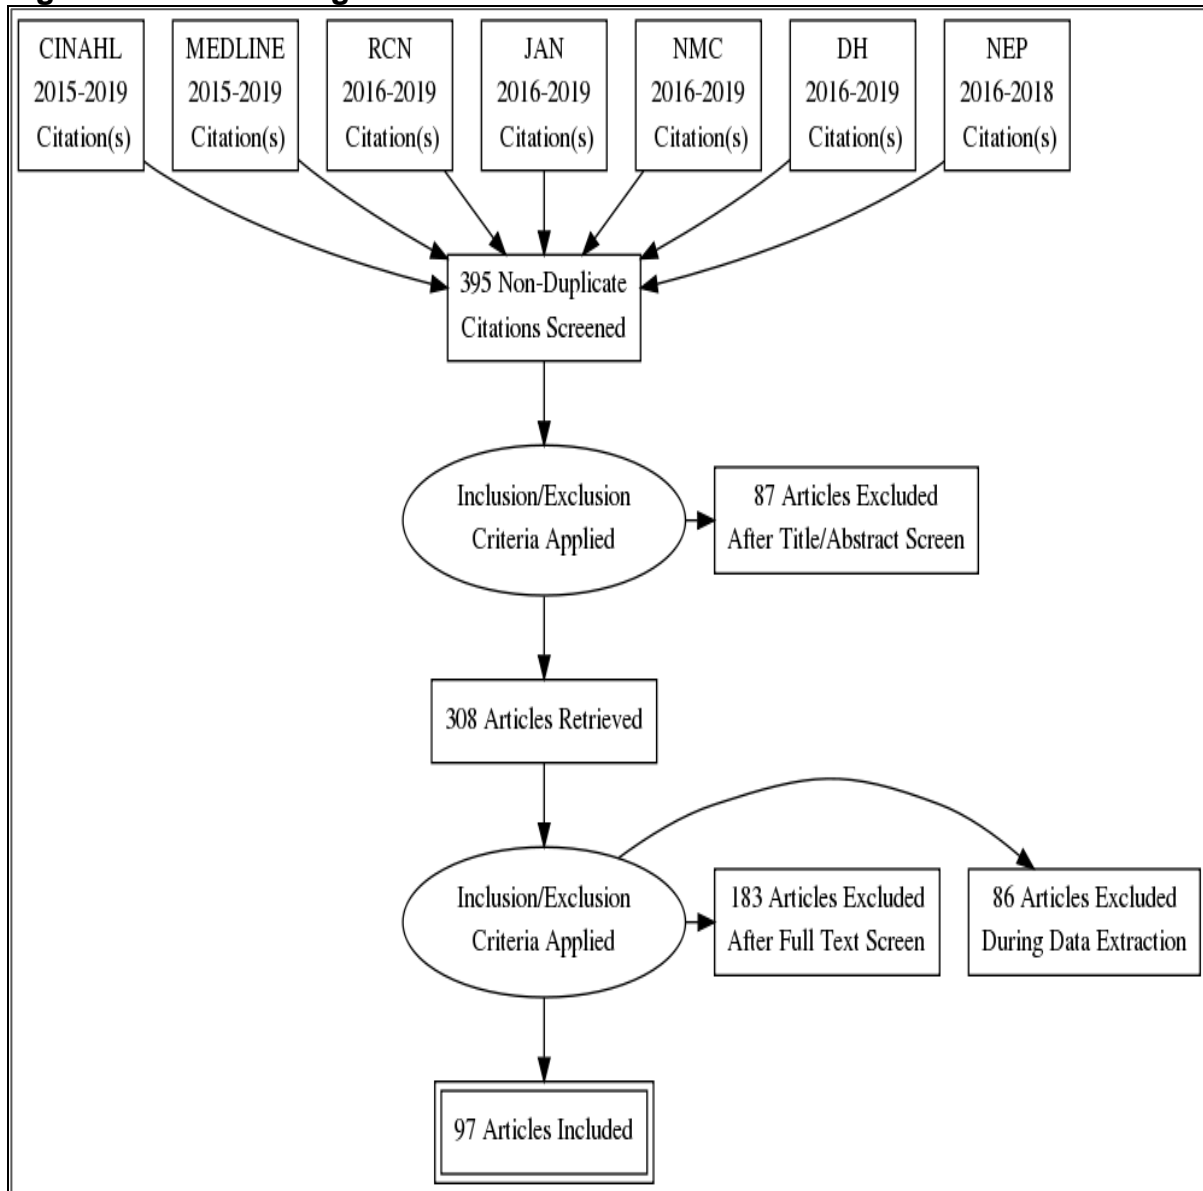 CINAHL
2015-2019
Citation(s)
MEDLINE
2015-2019
Citation(s)
RCN
2016-2019
Citation(s)
JAN
2016-2019
Citation(s)
NMC
2016-2019
Citation(s)
DH
2016-2019
Citation(s)
NEP
2016-2018
Citation(s)
395 Non-Duplicate
Citations Screened
Inclusion/Exclusion
Criteria Applied
87 Articles Excluded
After Title/Abstract Screen
308 Articles Retrieved
Inclusion/Exclusion
Criteria Applied
183 Articles Excluded
After Full Text Screen
86 Articles Excluded
During Data Extraction
97 Articles Included